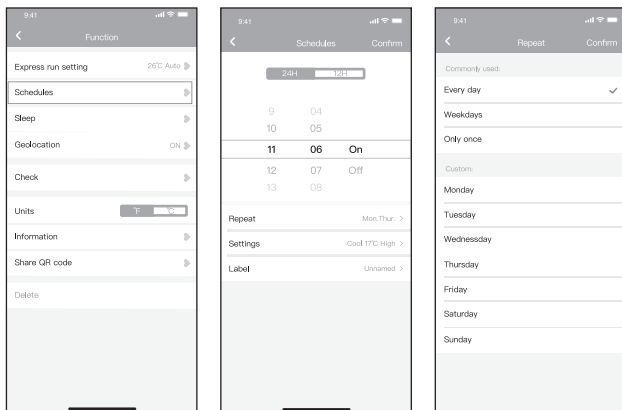 9:41
Function
Express run setting 26℃ Auto
Schedules
Sleep
Geolocation ON
Check
Units ℉ ℃
Information
Share QR code
Delete
9:41
Schedules Confirm
24H 12H
9 04
10 05
11 06 On
12 07 Off
13 08
Repeat Mon.Thur. >
Settings Cool 17℃ High >
Label Unnamed >
9:41
Repeat Confirm
Commonly used:
Every day
Weekdays
Only once
Custom:
Monday
Tuesday
Wednessday
Thursday
Friday
Saturday
Sunday